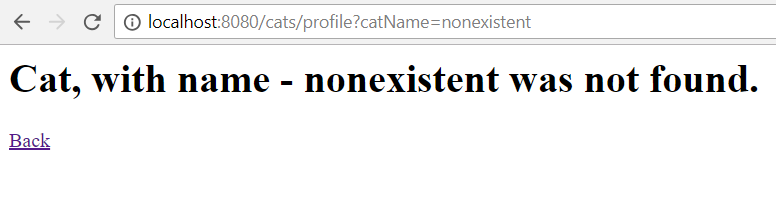 localhost:8080/cats/profile?catName=nonexistent
Cat, with name - nonexistent was not found.
Back